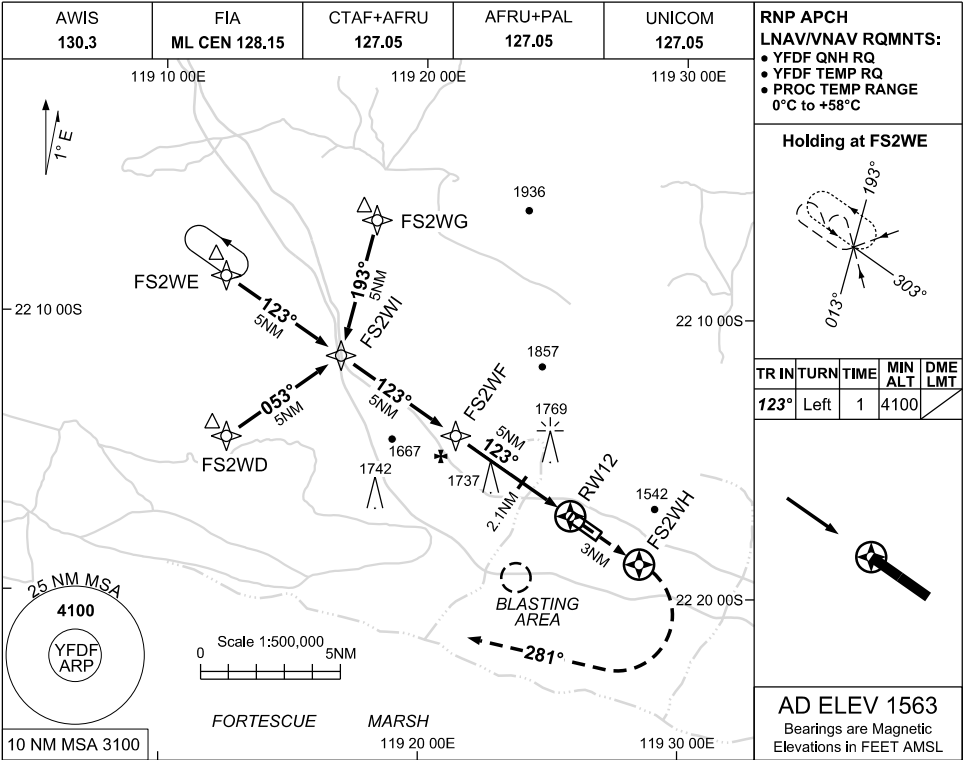 AWIS
130.3
FIA
ML CEN 128.15
CTAF+AFRU
127.05
AFRU+PAL
127.05
UNICOM
127.05
RNP APCH
LNAV/VNAV RQMNTS:
• YFDF QNH RQ
• YFDF TEMP RQ
• PROC TEMP RANGE
0°C to +58°C
119 10 00E
119 20 00E
119 30 00E
1° E
Holding at FS2WE
193°
303°
013°
TR IN TURN TIME MIN ALT DME LMT
123° Left 1 4100
1936
FS2WG
FS2WE
193°
5NM
123°
5NM
FS2WI
22 10 00S
22 10 00S
053°
5NM
FS2WD
123°
5NM
FS2WF
1857
1769
1667
1742
5NM
123°
1737
2.1NM
RW12
1542
3NM
FS2WH
BLASTING
AREA
22 20 00S
281°
25 NM MSA
4100
YFDF
ARP
Scale 1:500,000
0 5NM
FORTESCUE MARSH
10 NM MSA 3100
119 20 00E
119 30 00E
AD ELEV 1563
Bearings are Magnetic
Elevations in FEET AMSL